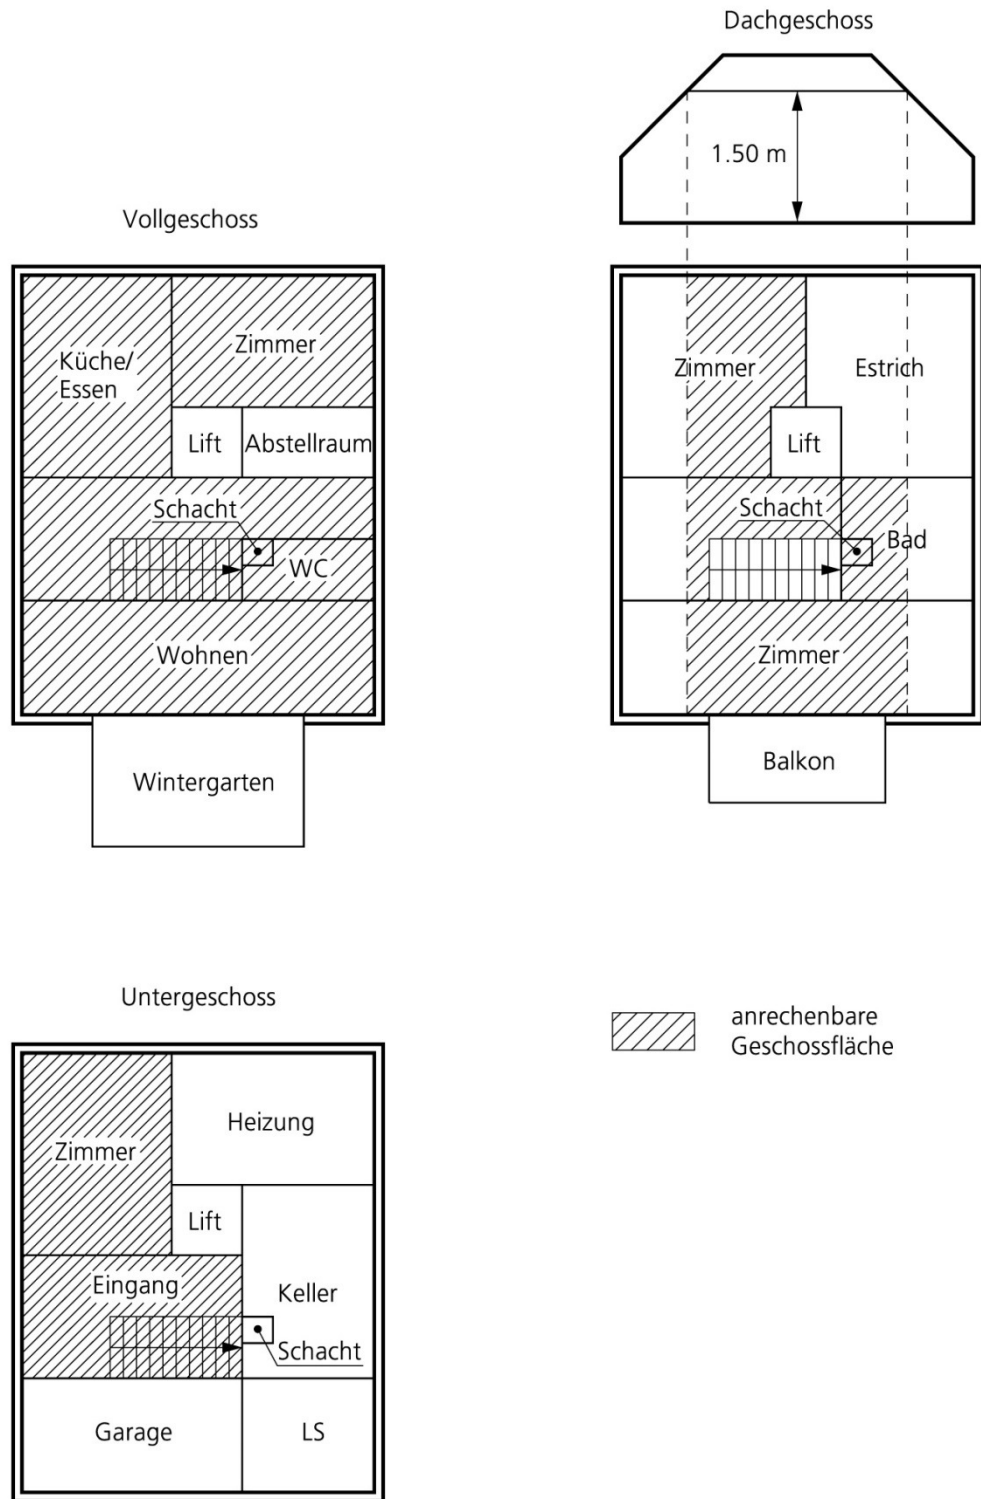 Dachgeschoss
1.50 m
Vollgeschoss
Küche/
Essen
Zimmer
Lift
Abstellraum
Schacht
WC
Wohnen
Wintergarten
Zimmer
Estrich
Lift
Schacht
Bad
Zimmer
Balkon
Untergeschoss
Zimmer
Heizung
Lift
Eingang
Keller
Schacht
Garage
LS
anrechenbare
Geschossfläche